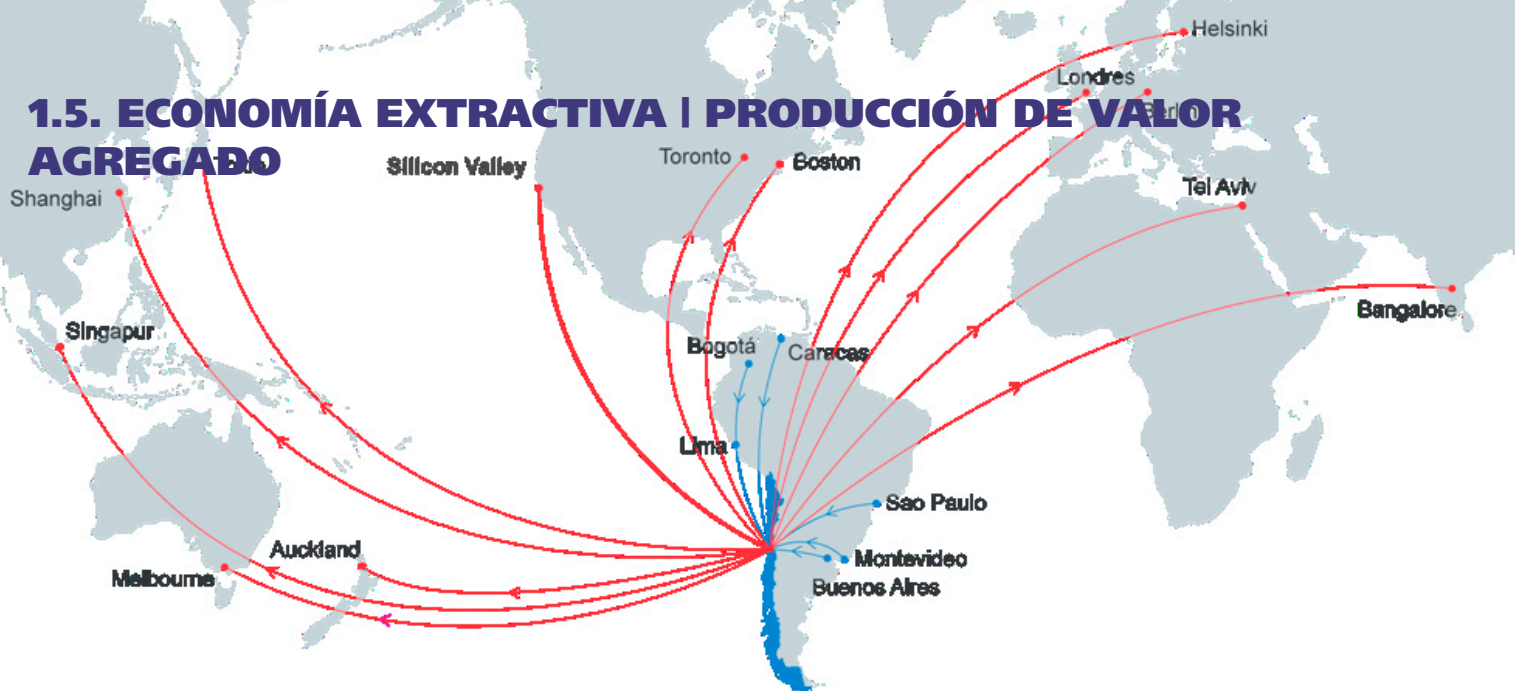 Helsinki
Londres
1.5. ECONOMÍA EXTRACTIVA | PRODUCCIÓN DE VALOR
Berlin
AGREGADO
Silicon Valley
Toronto
Boston
Shanghai
Tel Aviv
Bangalore
Singapur
Bogotá
Caracas
Lima
Sao Paulo
Auckland
Montevideo
Melbourne
Buenos Aires